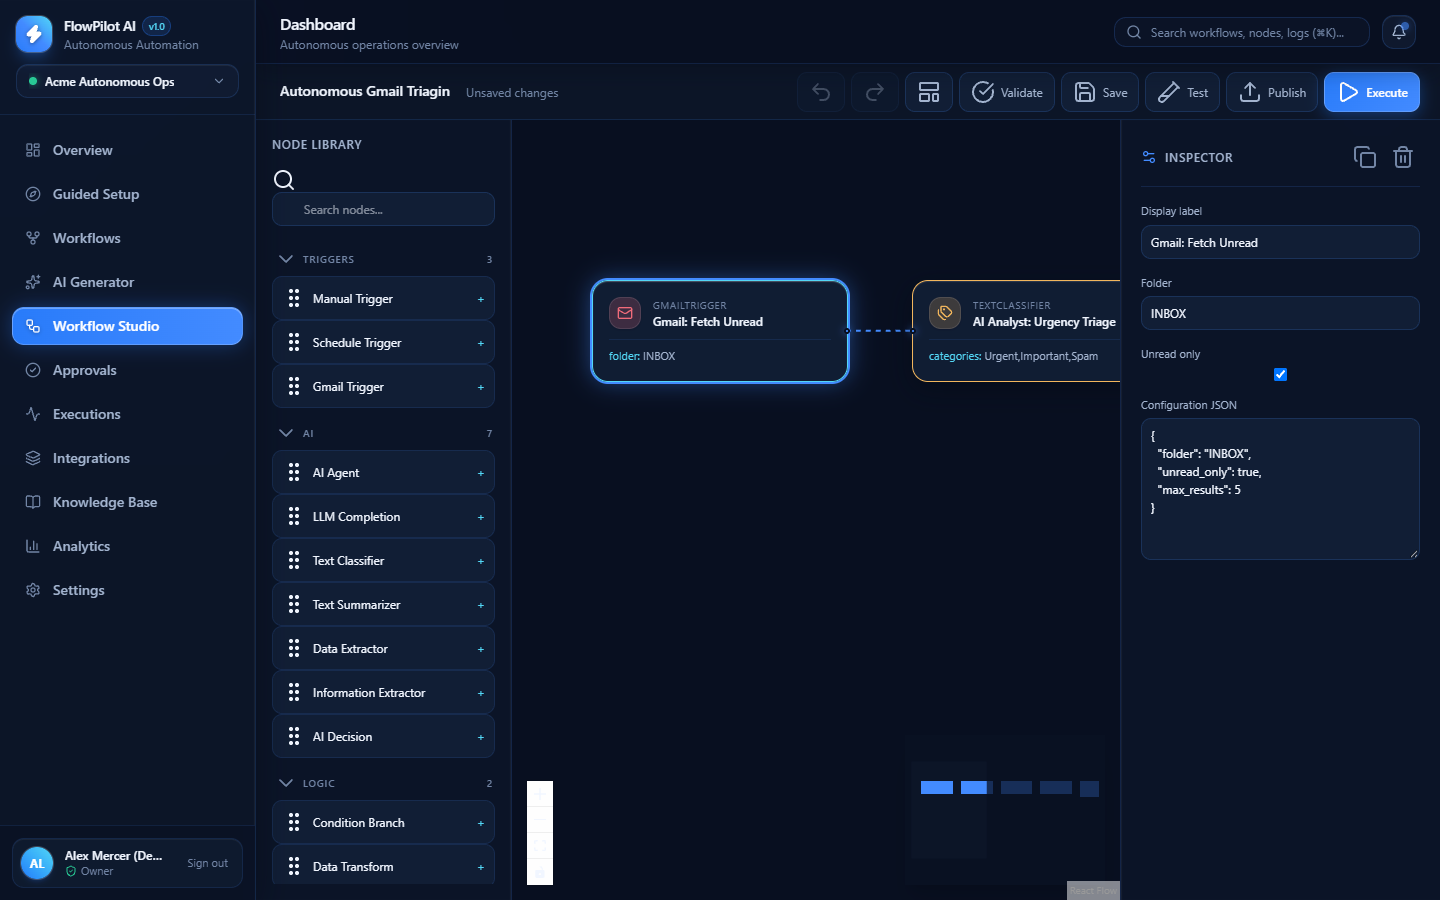 FlowPilot AI v1.0
Autonomous Automation
Acme Autonomous Ops
Overview
Guided Setup
Workflows
AI Generator
Workflow Studio
Approvals
Executions
Integrations
Knowledge Base
Analytics
Settings
AL
Alex Mercer (De...
Owner
Sign out
Dashboard
Autonomous operations overview
Search workflows, nodes, logs (⌘K)...
Autonomous Gmail Triagin
Unsaved changes
Validate
Save
Test
Publish
Execute
NODE LIBRARY
Search nodes...
TRIGGERS 3
Manual Trigger +
Schedule Trigger +
Gmail Trigger +
AI 7
AI Agent +
LLM Completion +
Text Classifier +
Text Summarizer +
Data Extractor +
Information Extractor +
AI Decision +
LOGIC 2
Condition Branch +
Data Transform +
GMAILTRIGGER
Gmail: Fetch Unread
folder: INBOX
TEXTCLASSIFIER
AI Analyst: Urgency Triage
categories: Urgent,Important,Spam
React Flow
INSPECTOR
Display label
Gmail: Fetch Unread
Folder
INBOX
Unread only
Configuration JSON
{
"folder": "INBOX",
"unread_only": true,
"max_results": 5
}